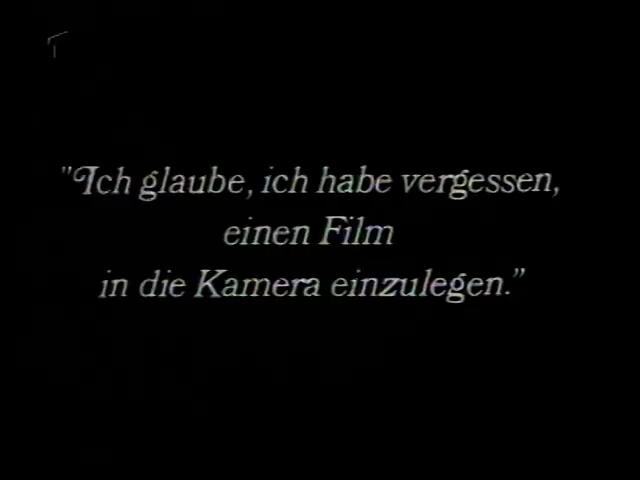 "Ich glaube, ich habe vergessen,
einen Film
in die Kamera einzulegen."